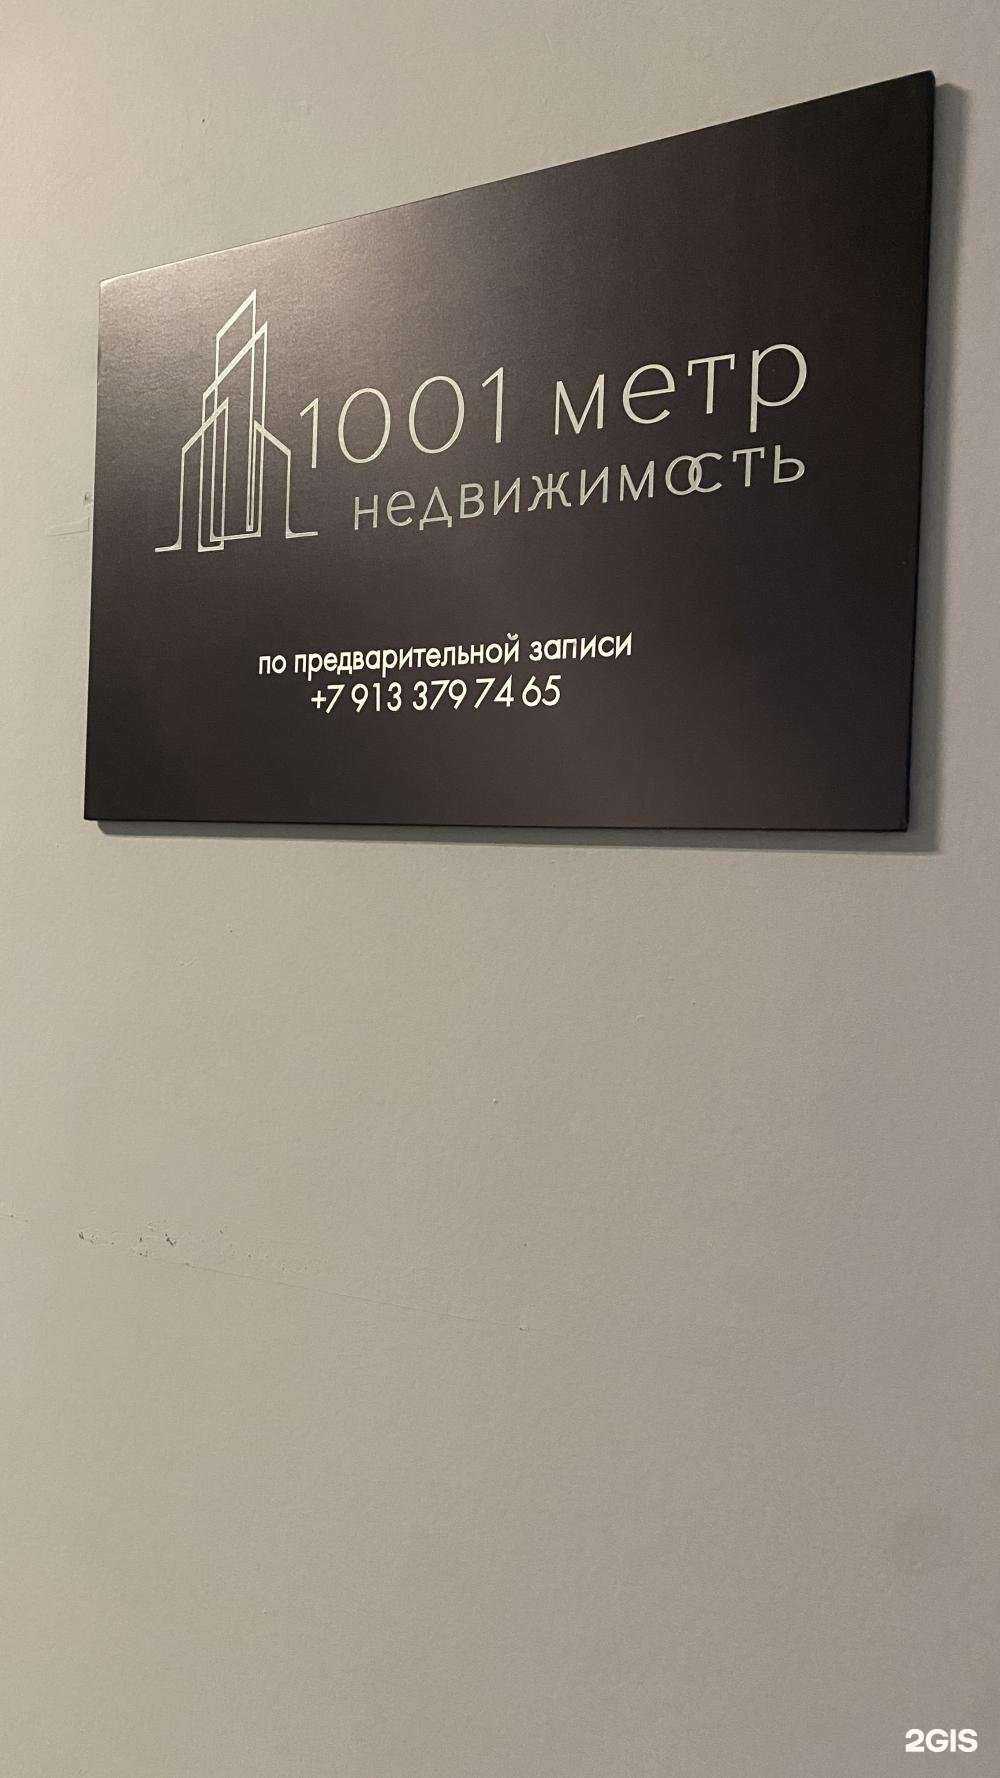 1001 метр
недвижимость
по предварительной записи
+7 913 379 74 65
2GIS